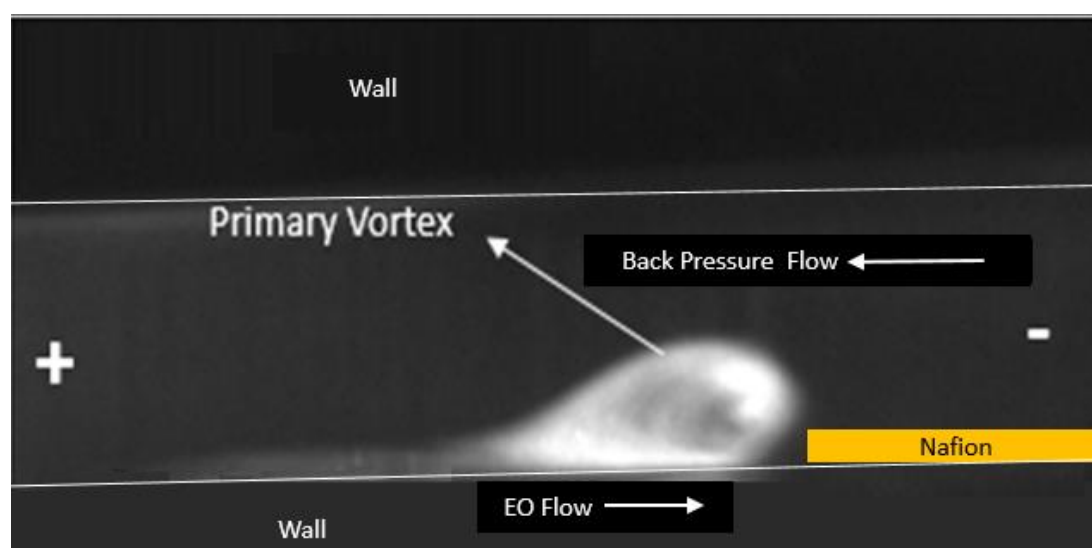 Wall
Primary Vortex
Back Pressure Flow
+
-
Nafion
EO Flow
Wall